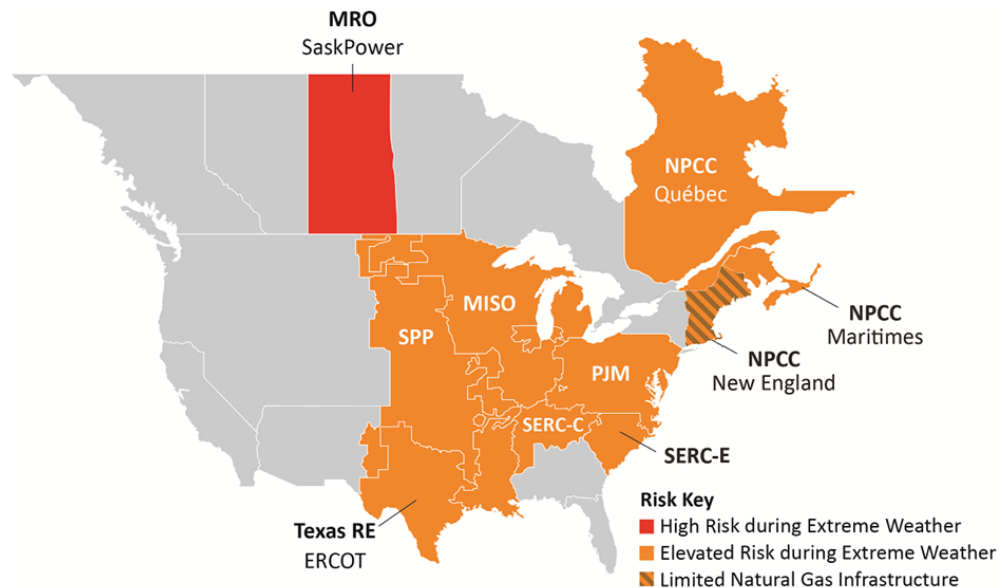 MRO
SaskPower
NPCC
Québec
MISO
SPP
NPCC
Maritimes
NPCC
New England
PJM
SERC-C
SERC-E
Texas RE
ERCOT
Risk Key
High Risk during Extreme Weather
Elevated Risk during Extreme Weather
Limited Natural Gas Infrastructure